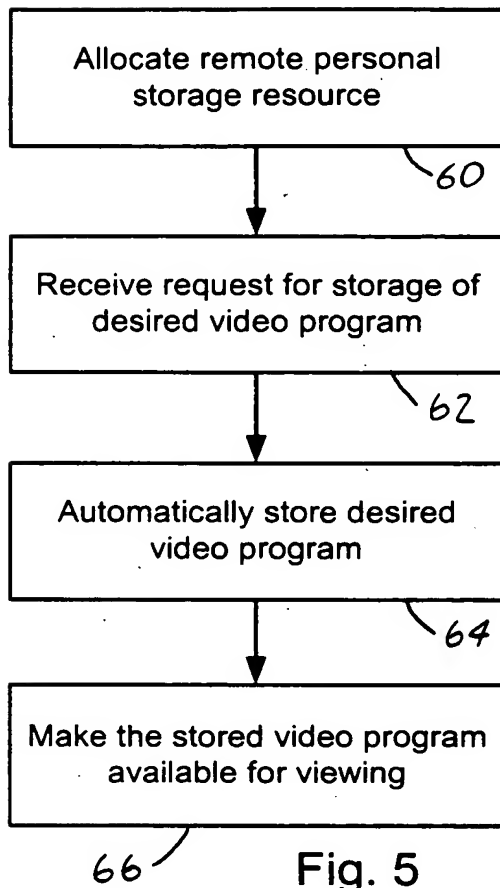 Allocate remote personal
storage resource
60
Receive request for storage of
desired video program
62
Automatically store desired
video program
64
Make the stored video program
available for viewing
66
Fig. 5